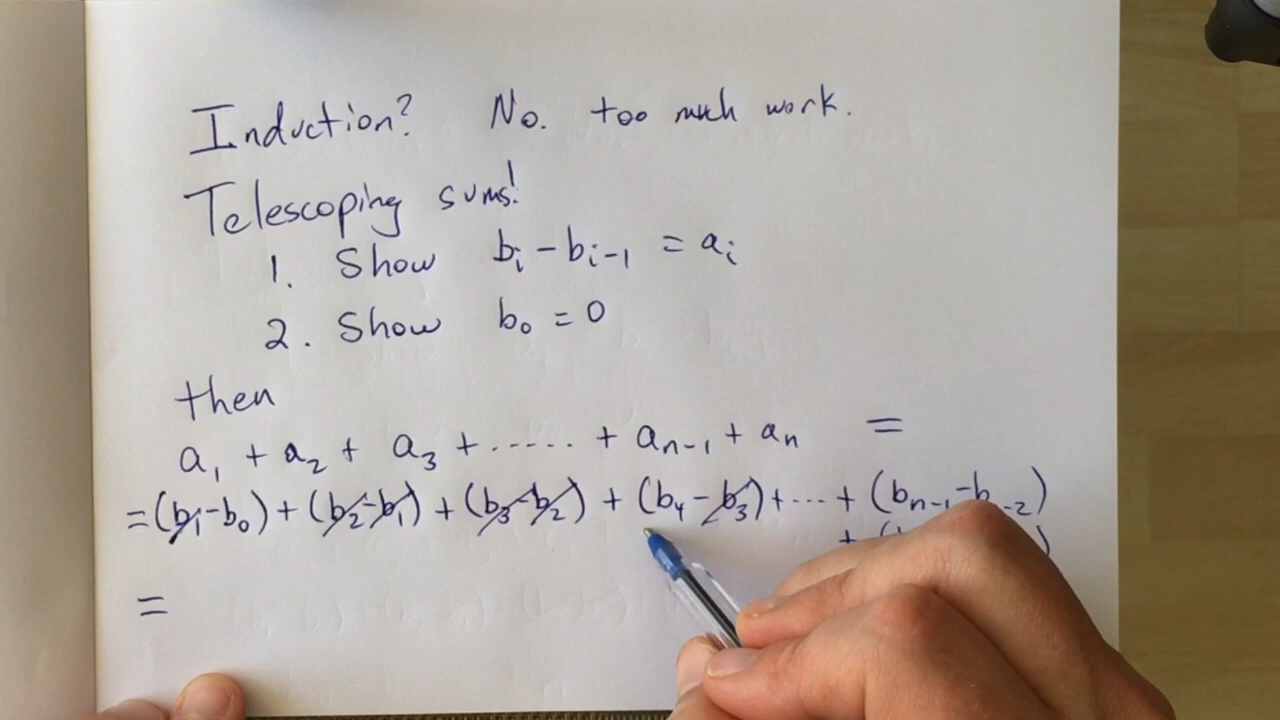 Induction? No. too much work.
Telescoping sums!
1. Show bᵢ - bᵢ₋₁ = aᵢ
2. Show b₀ = 0
then
a₁ + a₂ + a₃ + ...... + aₙ₋₁ + aₙ =
= (b₁ - b₀) + (b₂ - b₁) + (b₃ - b₂) + (b₄ - b₃) + ... + (bₙ₋₁ - b₋₂)
+ ( )
=